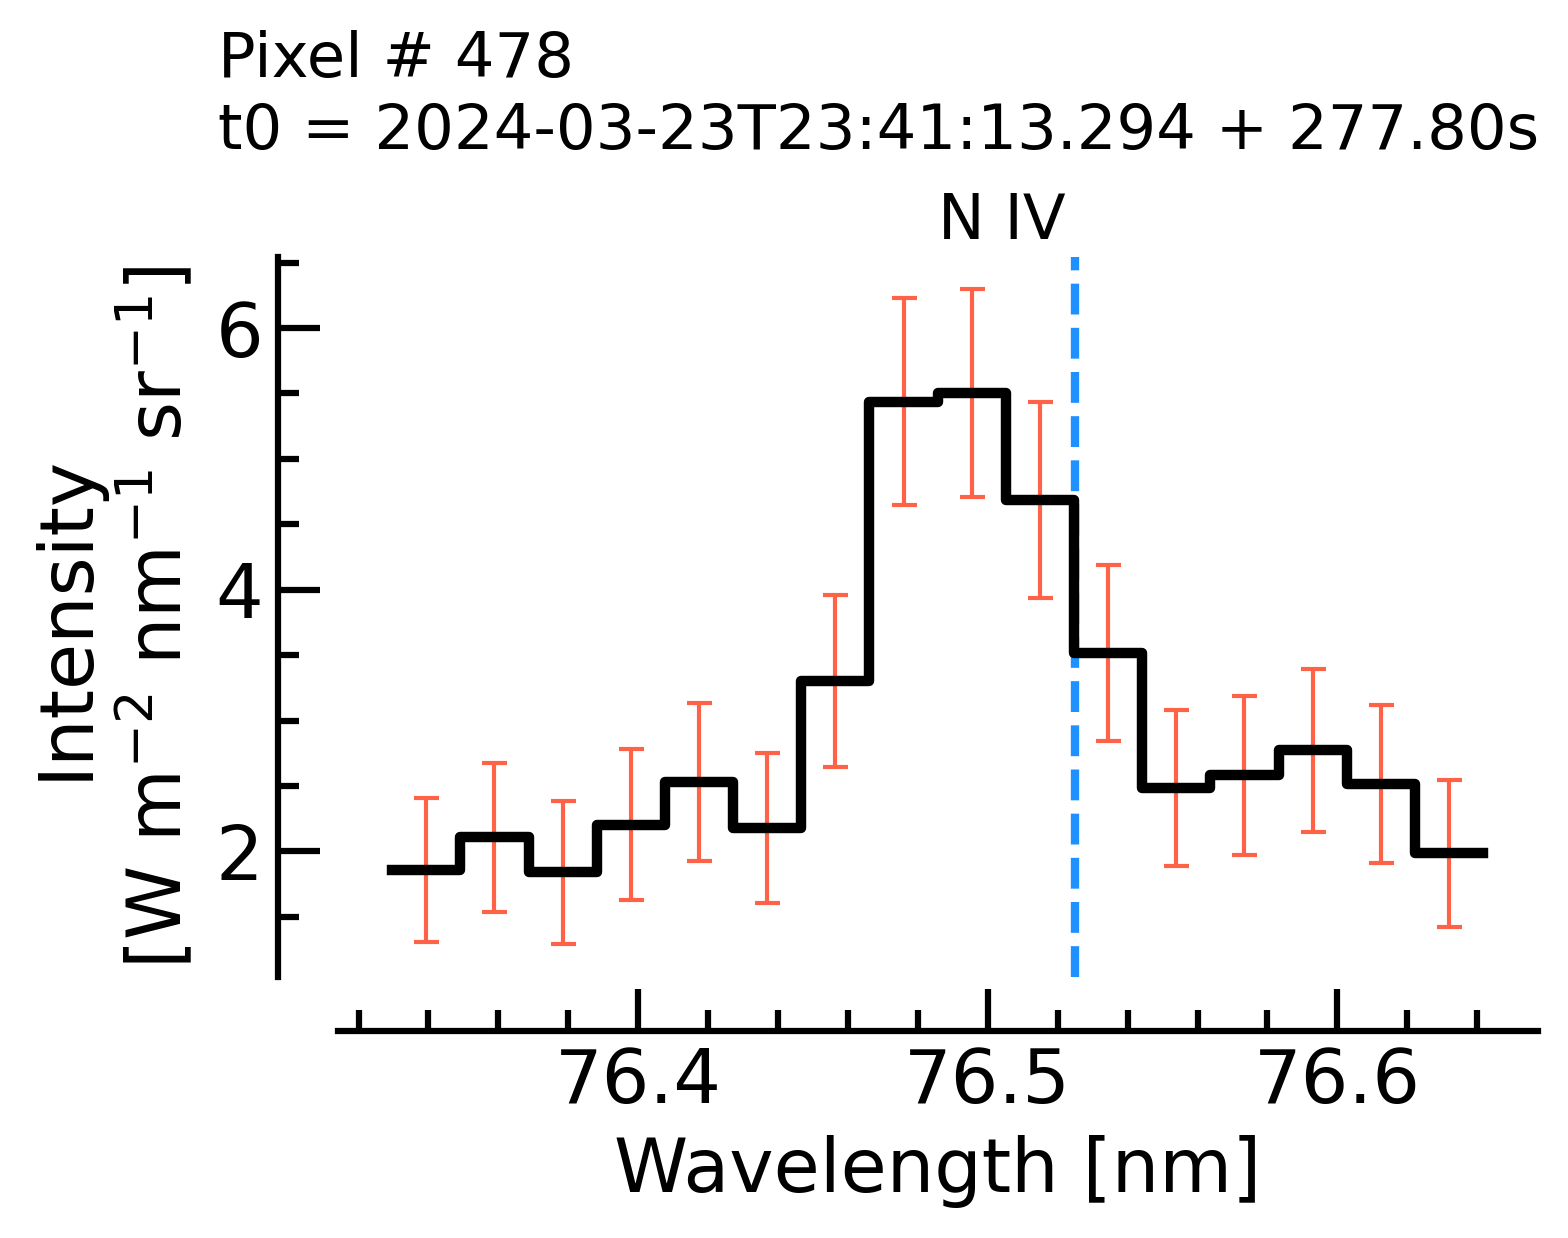 Pixel # 478
t0 = 2024-03-23T23:41:13.294 + 277.80s
N IV
Intensity
[W m⁻² nm⁻¹ sr⁻¹]
6
4
2
76.4 76.5 76.6
Wavelength [nm]